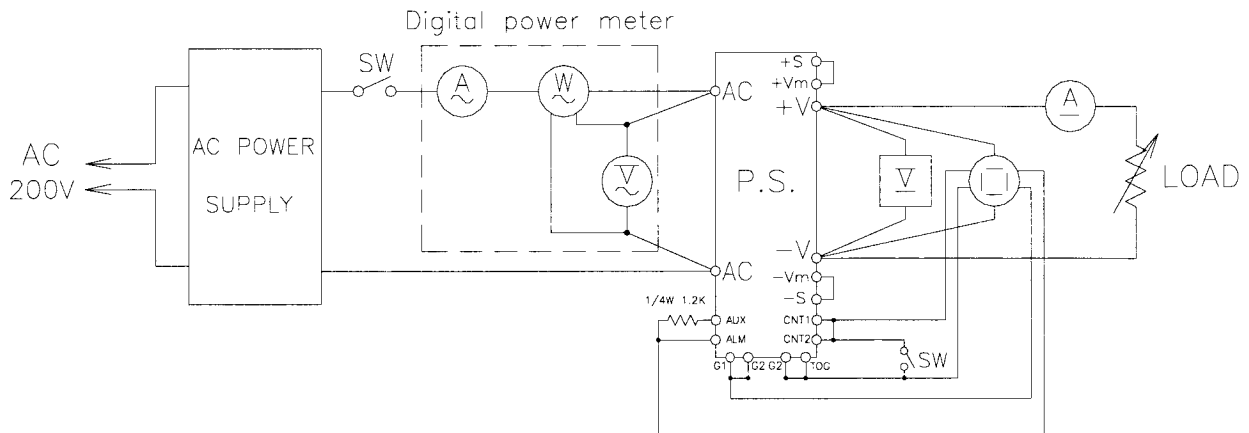 Digital power meter
SW
A
W
V
AC
200V
AC POWER
SUPPLY
AC
AC
P.S.
+S
+Vm
+V
-V
-Vm
-S
V
A
LOAD
1/4W 1.2K
AUX
ALM
CNT1
CNT2
G1
G2
G2
TOG
SW